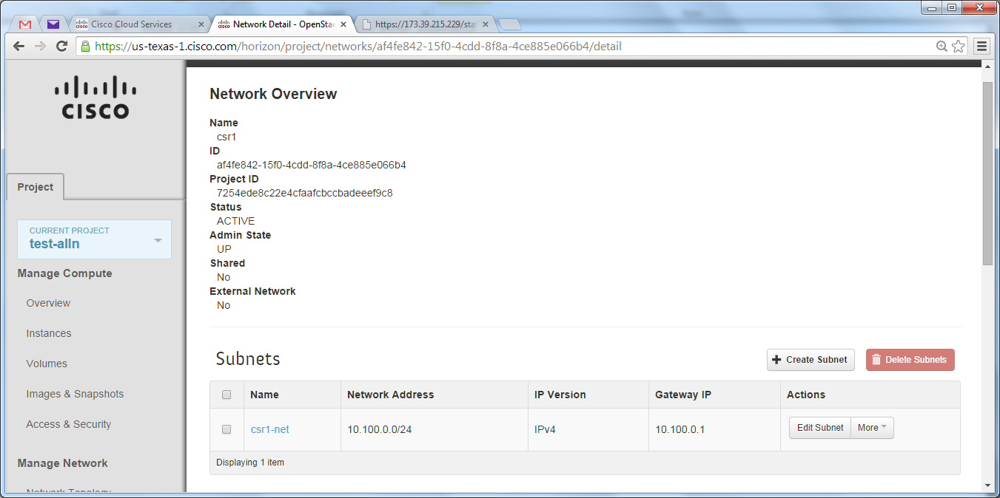 Cisco Cloud Services
Network Detail - OpenStac
https://173.39.215.229/stat
https://us-texas-1.cisco.com/horizon/project/networks/af4fe842-15f0-4cdd-8f8a-4ce885e066b4/detail
CISCO
Project
CURRENT PROJECT
test-alln
Manage Compute
Overview
Instances
Volumes
Images & Snapshots
Access & Security
Manage Network
Network Topology
Network Overview
Name
csr1
ID
af4fe842-15f0-4cdd-8f8a-4ce885e066b4
Project ID
7254ede8c22e4cfaafcbccbadeeef9c8
Status
ACTIVE
Admin State
UP
Shared
No
External Network
No
Subnets
Create Subnet
Delete Subnets
Name Network Address IP Version Gateway IP Actions
csr1-net 10.100.0.0/24 IPv4 10.100.0.1 Edit Subnet More
Displaying 1 item